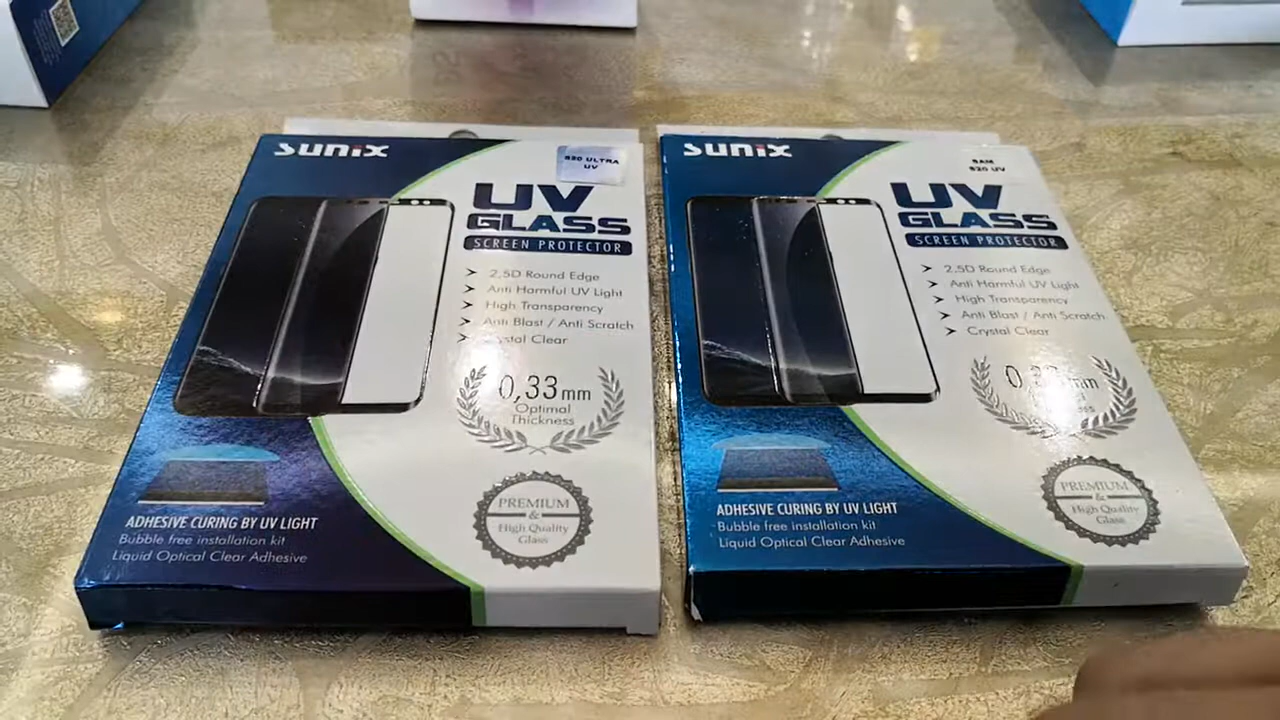 SUNIX
S20 ULTRA
UV
UV
GLASS
SCREEN PROTECTOR
2,5D Round Edge
Anti Harmful UV Light
High Transparency
Anti Blast / Anti Scratch
Clear
0,33mm
Optimal
Thickness
PREMIUM
&
High Quality
Glass
ADHESIVE CURING BY UV LIGHT
Bubble free installation kit
Liquid Optical Clear Adhesive
SUNIX
SAM
S20 UV
UV
GLASS
SCREEN PROTECTOR
2,5D Round Edge
Anti Harmful UV Light
High Transparency
Anti Blast / Anti Scratch
Crystal Clear
PREMIUM
&
High Quality
Glass
ADHESIVE CURING BY UV LIGHT
Bubble free installation kit
Liquid Optical Clear Adhesive